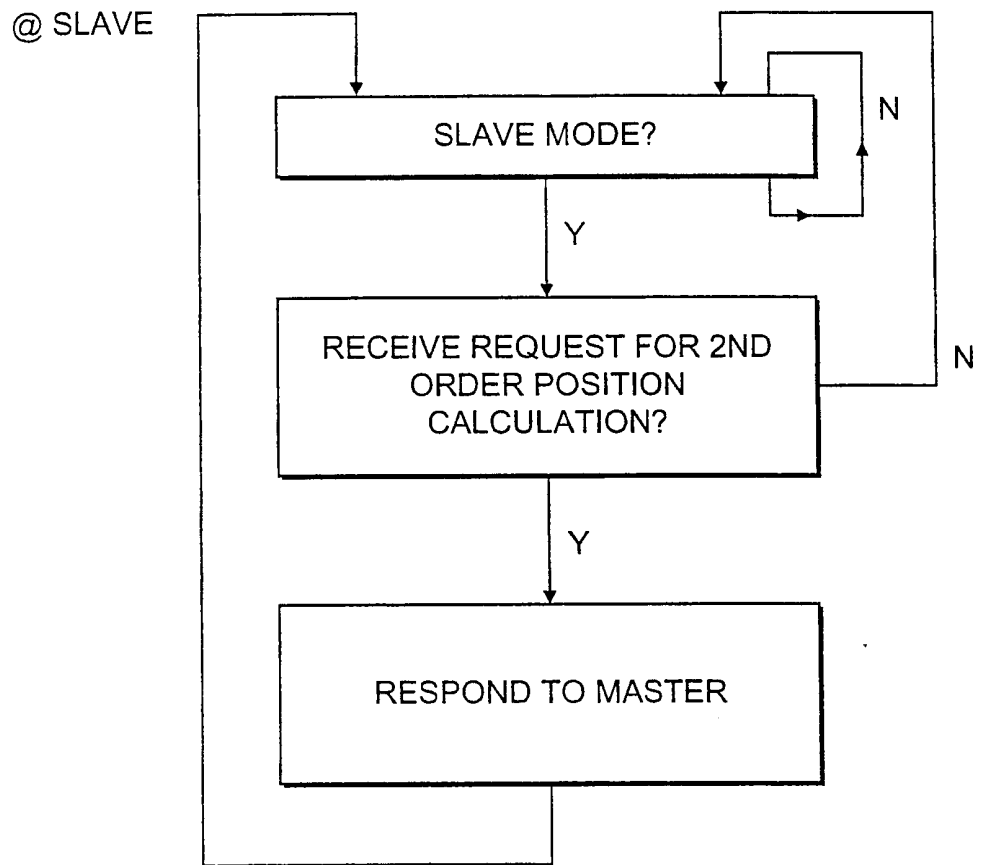 @ SLAVE
SLAVE MODE?
N
Y
RECEIVE REQUEST FOR 2ND
ORDER POSITION
CALCULATION?
N
Y
RESPOND TO MASTER